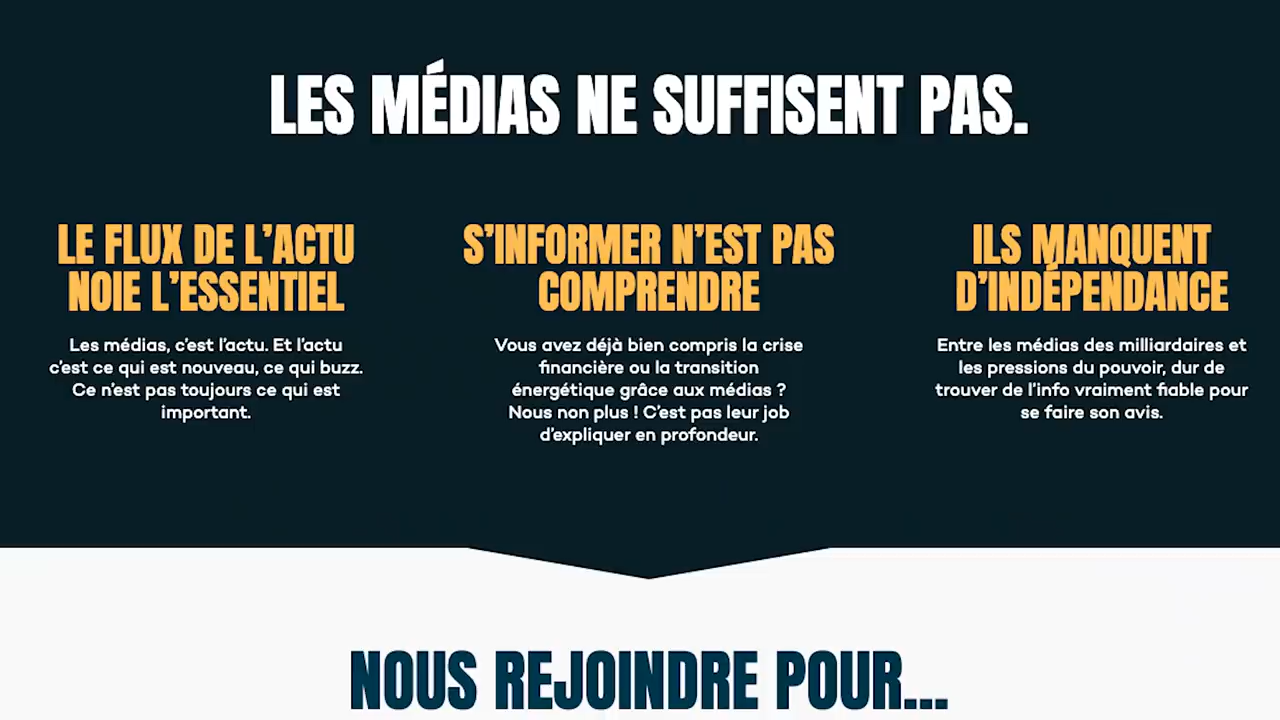 LES MÉDIAS NE SUFFISENT PAS.
LE FLUX DE L’ACTU
NOIE L’ESSENTIEL
Les médias, c’est l’actu. Et l’actu
c’est ce qui est nouveau, ce qui buzz.
Ce n’est pas toujours ce qui est
important.
S’INFORMER N’EST PAS
COMPRENDRE
Vous avez déjà bien compris la crise
financière ou la transition
énergétique grâce aux médias ?
Nous non plus ! C’est pas leur job
d’expliquer en profondeur.
ILS MANQUENT
D’INDÉPENDANCE
Entre les médias des milliardaires et
les pressions du pouvoir, dur de
trouver de l’info vraiment fiable pour
se faire son avis.
NOUS REJOINDRE POUR...